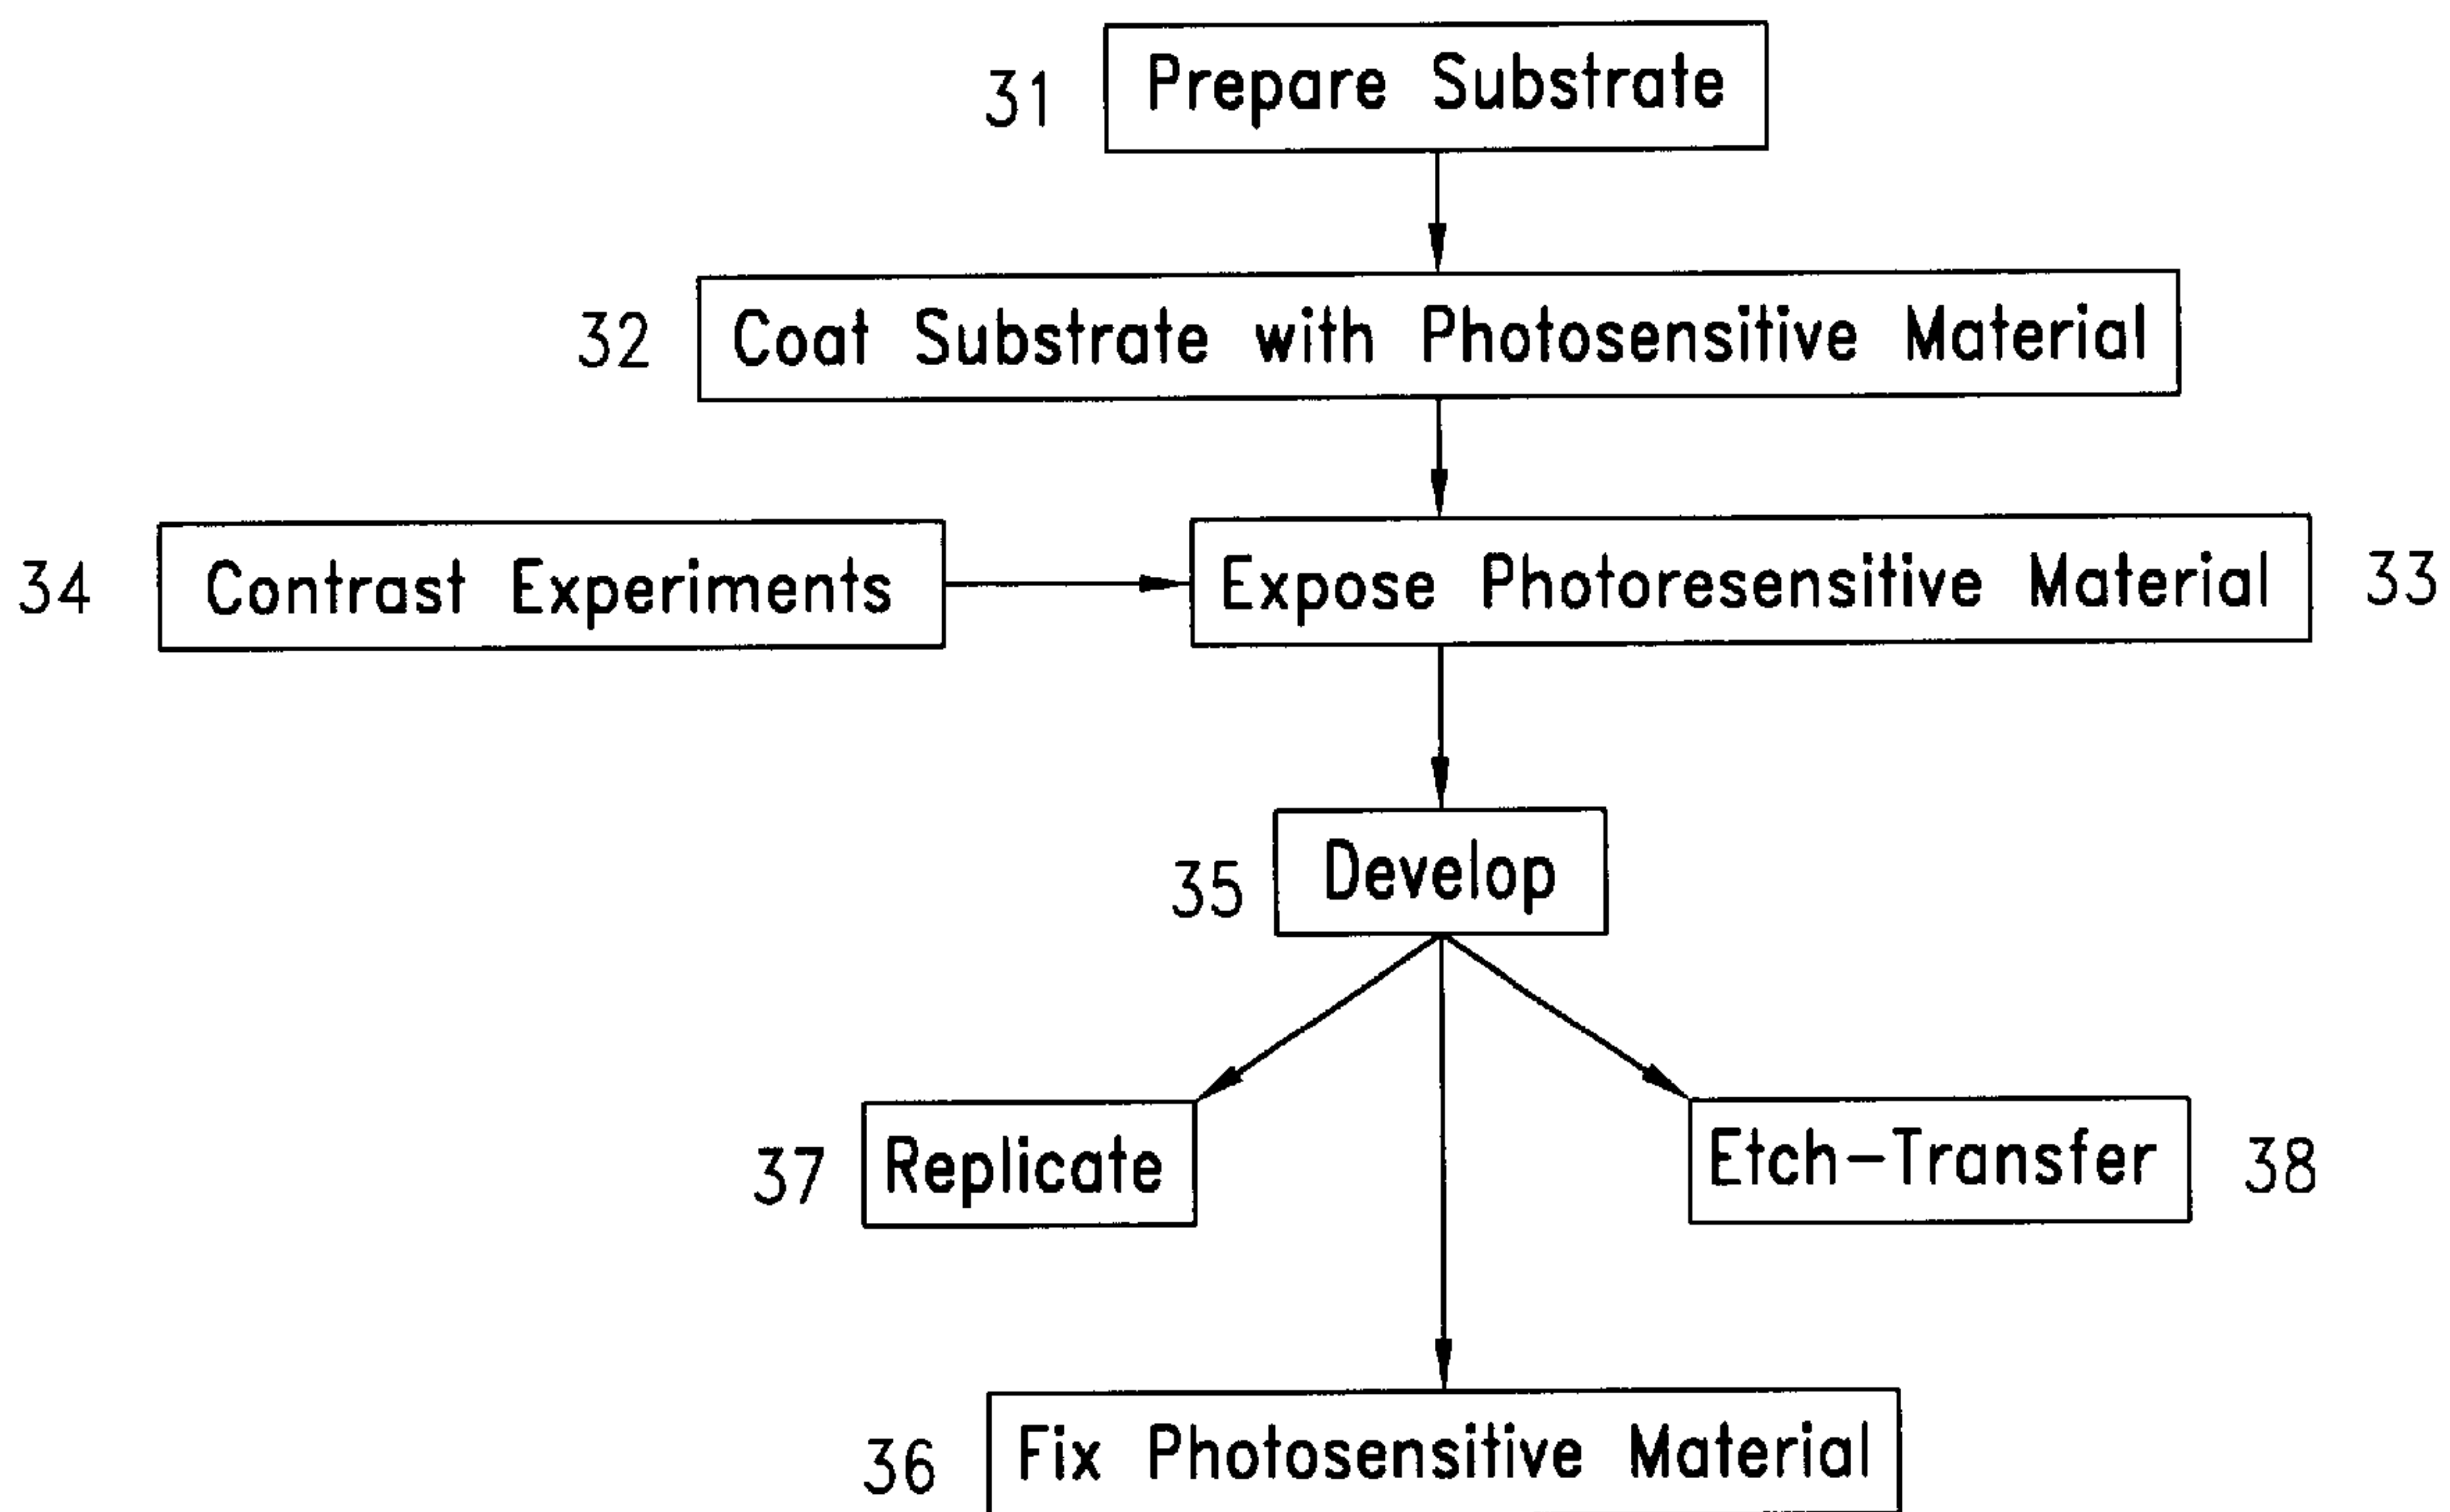 31 Prepare Substrate
32 Coat Substrate with Photosensitive Material
34 Contrast Experiments Expose Photoresensitive Material 33
35 Develop
37 Replicate Etch-Transfer 38
36 Fix Photosensitive Material